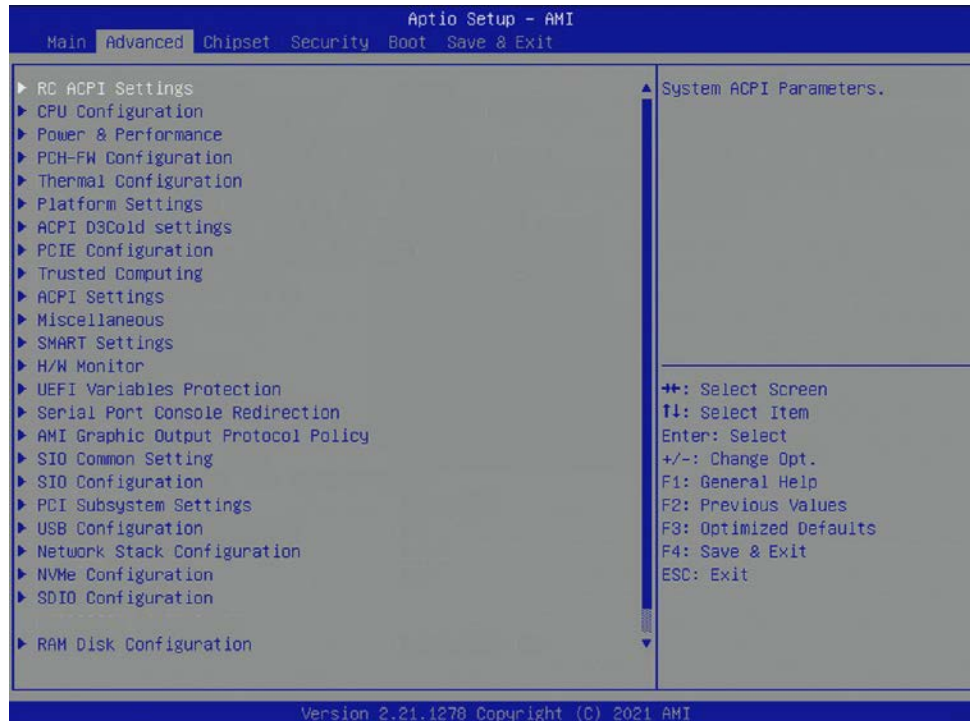 Aptio Setup - AMI
Main Advanced Chipset Security Boot Save & Exit
▶ RC ACPI Settings
▶ CPU Configuration
▶ Power & Performance
▶ PCH-FW Configuration
▶ Thermal Configuration
▶ Platform Settings
▶ ACPI D3Cold settings
▶ PCIE Configuration
▶ Trusted Computing
▶ ACPI Settings
▶ Miscellaneous
▶ SMART Settings
▶ H/W Monitor
▶ UEFI Variables Protection
▶ Serial Port Console Redirection
▶ AMI Graphic Output Protocol Policy
▶ SIO Common Setting
▶ SIO Configuration
▶ PCI Subsystem Settings
▶ USB Configuration
▶ Network Stack Configuration
▶ NVMe Configuration
▶ SDIO Configuration
▶ RAM Disk Configuration
System ACPI Parameters.
→←: Select Screen
↑↓: Select Item
Enter: Select
+/-: Change Opt.
F1: General Help
F2: Previous Values
F3: Optimized Defaults
F4: Save & Exit
ESC: Exit
Version 2.21.1278 Copyright (C) 2021 AMI